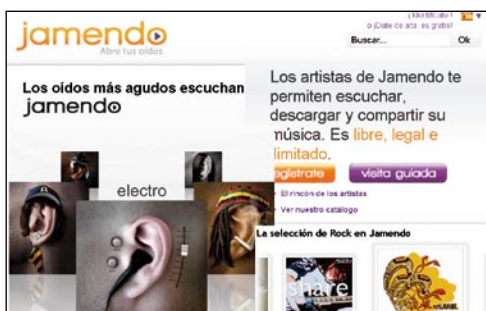 ¡Identifícate!
o ¡Date de alta, es gratis!
jamendo
Abre tus oídos
Buscar...
Ok
Los oídos más agudos escuchan
jamendo
electro
Los artistas de Jamendo te
permiten escuchar,
descargar y compartir su
música. Es libre, legal e
limitado.
egístrate
visita guiada
El rincón de los artistas
Ver nuestro catalogo
La selección de Rock en Jamendo
share